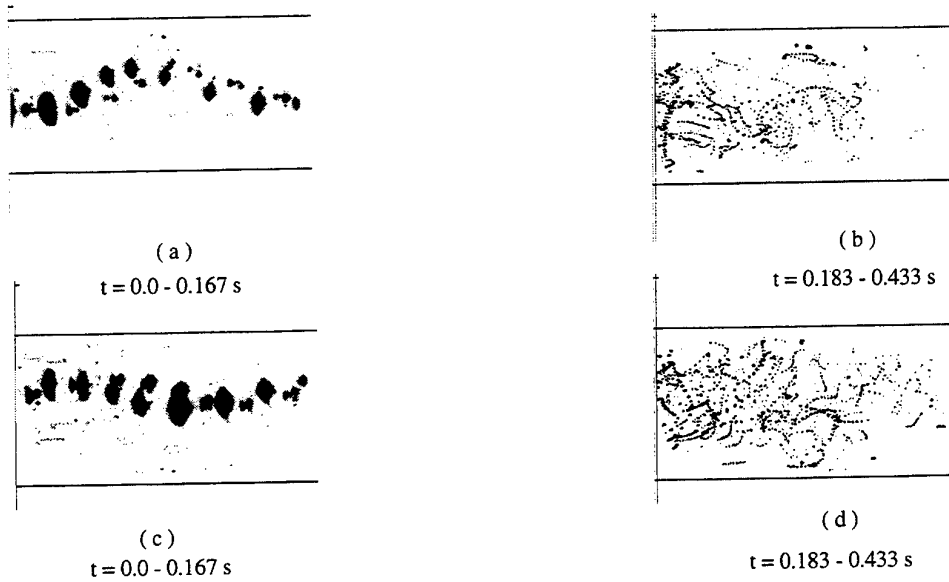 ( a )
t = 0.0 - 0.167 s
( b )
t = 0.183 - 0.433 s
( c )
t = 0.0 - 0.167 s
( d )
t = 0.183 - 0.433 s